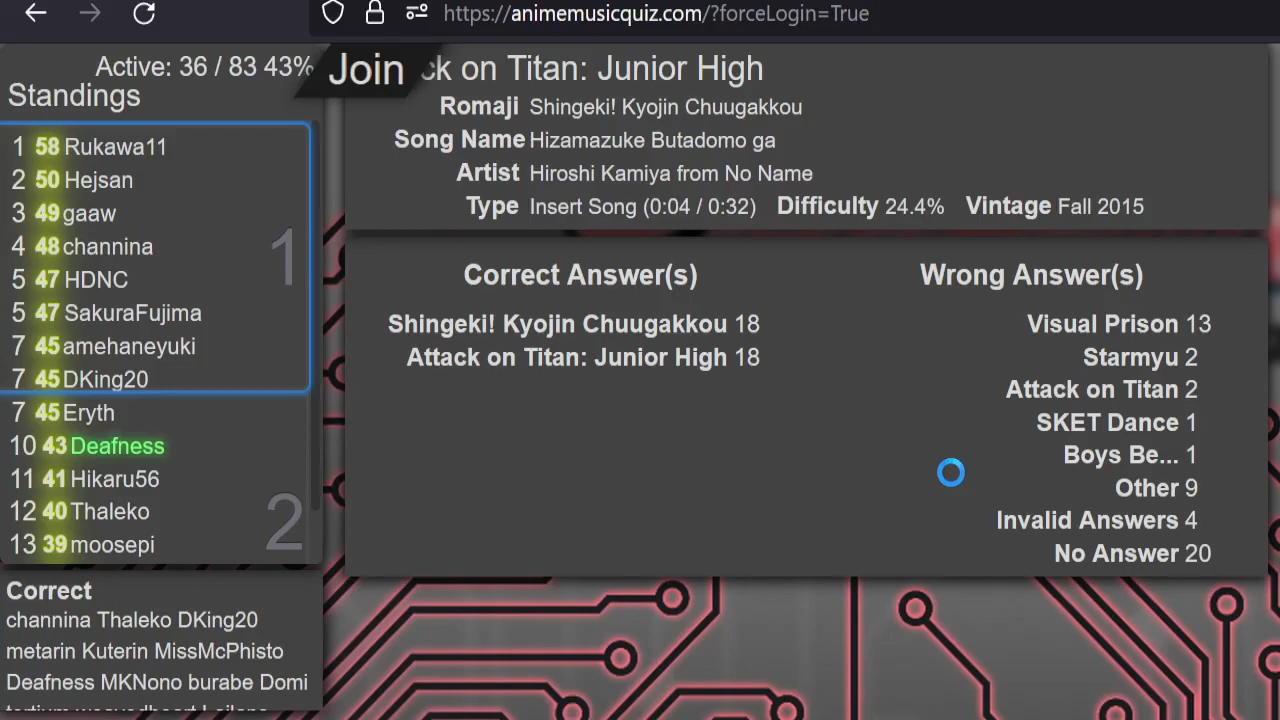 https://animemusicquiz.com/?forceLogin=True
Active: 36 / 83 43%
Join
ck on Titan: Junior High
Standings
1 58 Rukawa11
2 50 Hejsan
3 49 gaaw
4 48 channina
5 47 HDNC
5 47 SakuraFujima
7 45 amehaneyuki
7 45 DKing20
1
7 45 Eryth
10 43 Deafness
11 41 Hikaru56
12 40 Thaleko
13 39 moosepi
2
Correct
channina Thaleko DKing20
metarin Kuterin MissMcPhisto
Deafness MKNono burabe Domi
Romaji Shingeki! Kyojin Chuugakkou
Song Name Hizamazuke Butadomo ga
Artist Hiroshi Kamiya from No Name
Type Insert Song (0:04 / 0:32) Difficulty 24.4% Vintage Fall 2015
Correct Answer(s)
Shingeki! Kyojin Chuugakkou 18
Attack on Titan: Junior High 18
Wrong Answer(s)
Visual Prison 13
Starmyu 2
Attack on Titan 2
SKET Dance 1
Boys Be... 1
Other 9
Invalid Answers 4
No Answer 20